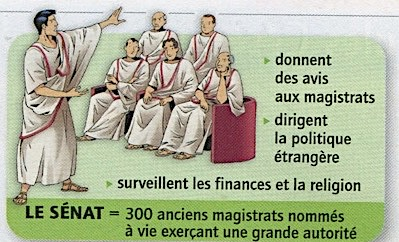 ▸ donnent
des avis
aux magistrats
▸ dirigent
la politique
étrangère
▸ surveillent les finances et la religion
LE SÉNAT = 300 anciens magistrats nommés
à vie exerçant une grande autorité